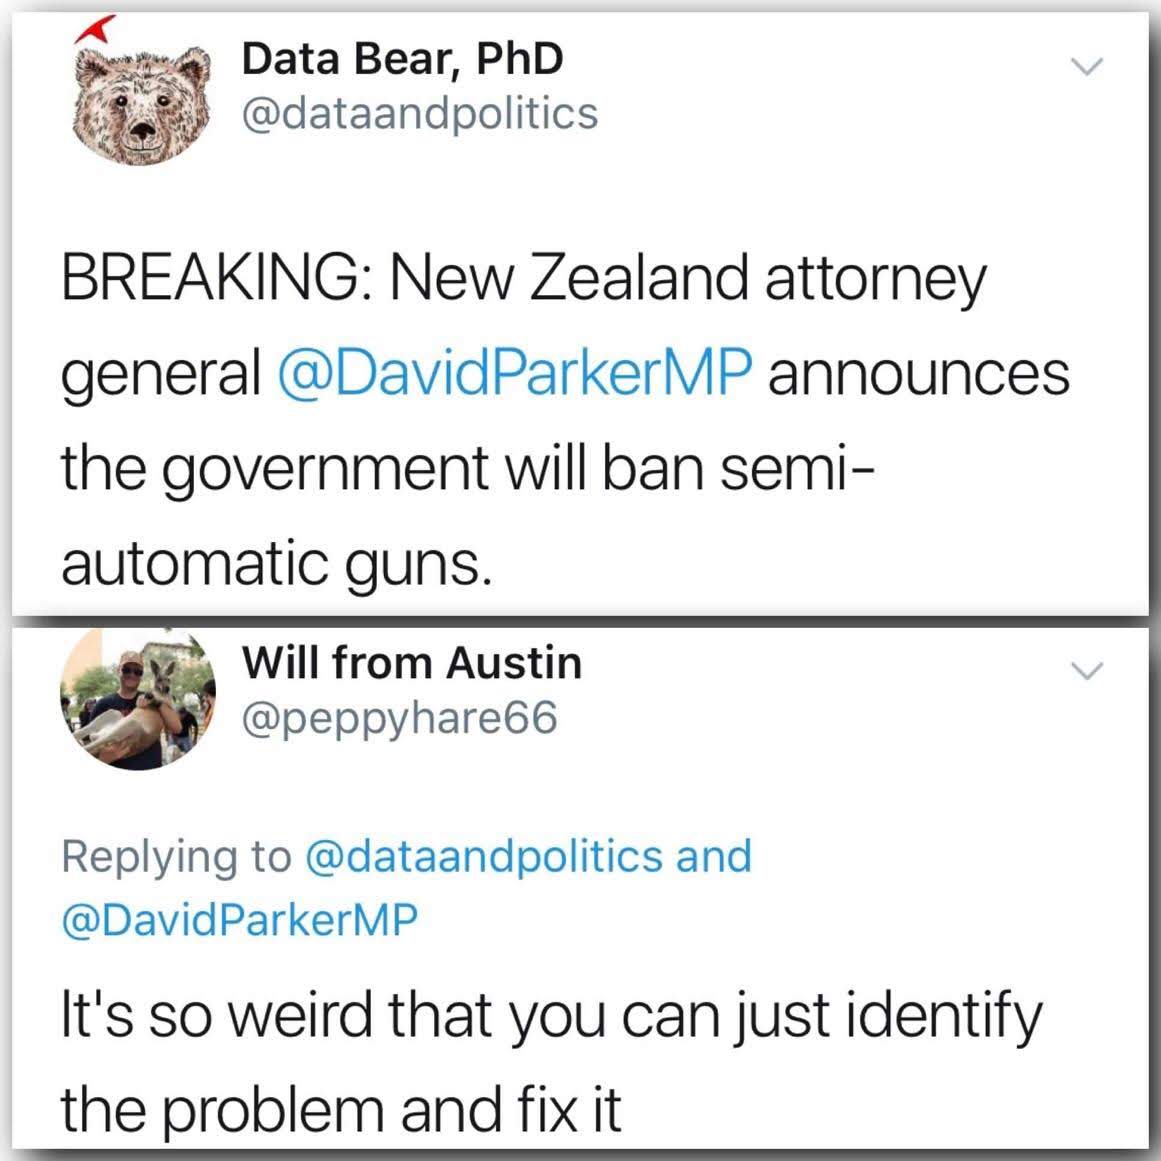 Data Bear, PhD
@dataandpolitics
BREAKING: New Zealand attorney
general @DavidParkerMP announces
the government will ban semi-
automatic guns.
Will from Austin
@peppyhare66
Replying to @dataandpolitics and
@DavidParkerMP
It's so weird that you can just identify
the problem and fix it